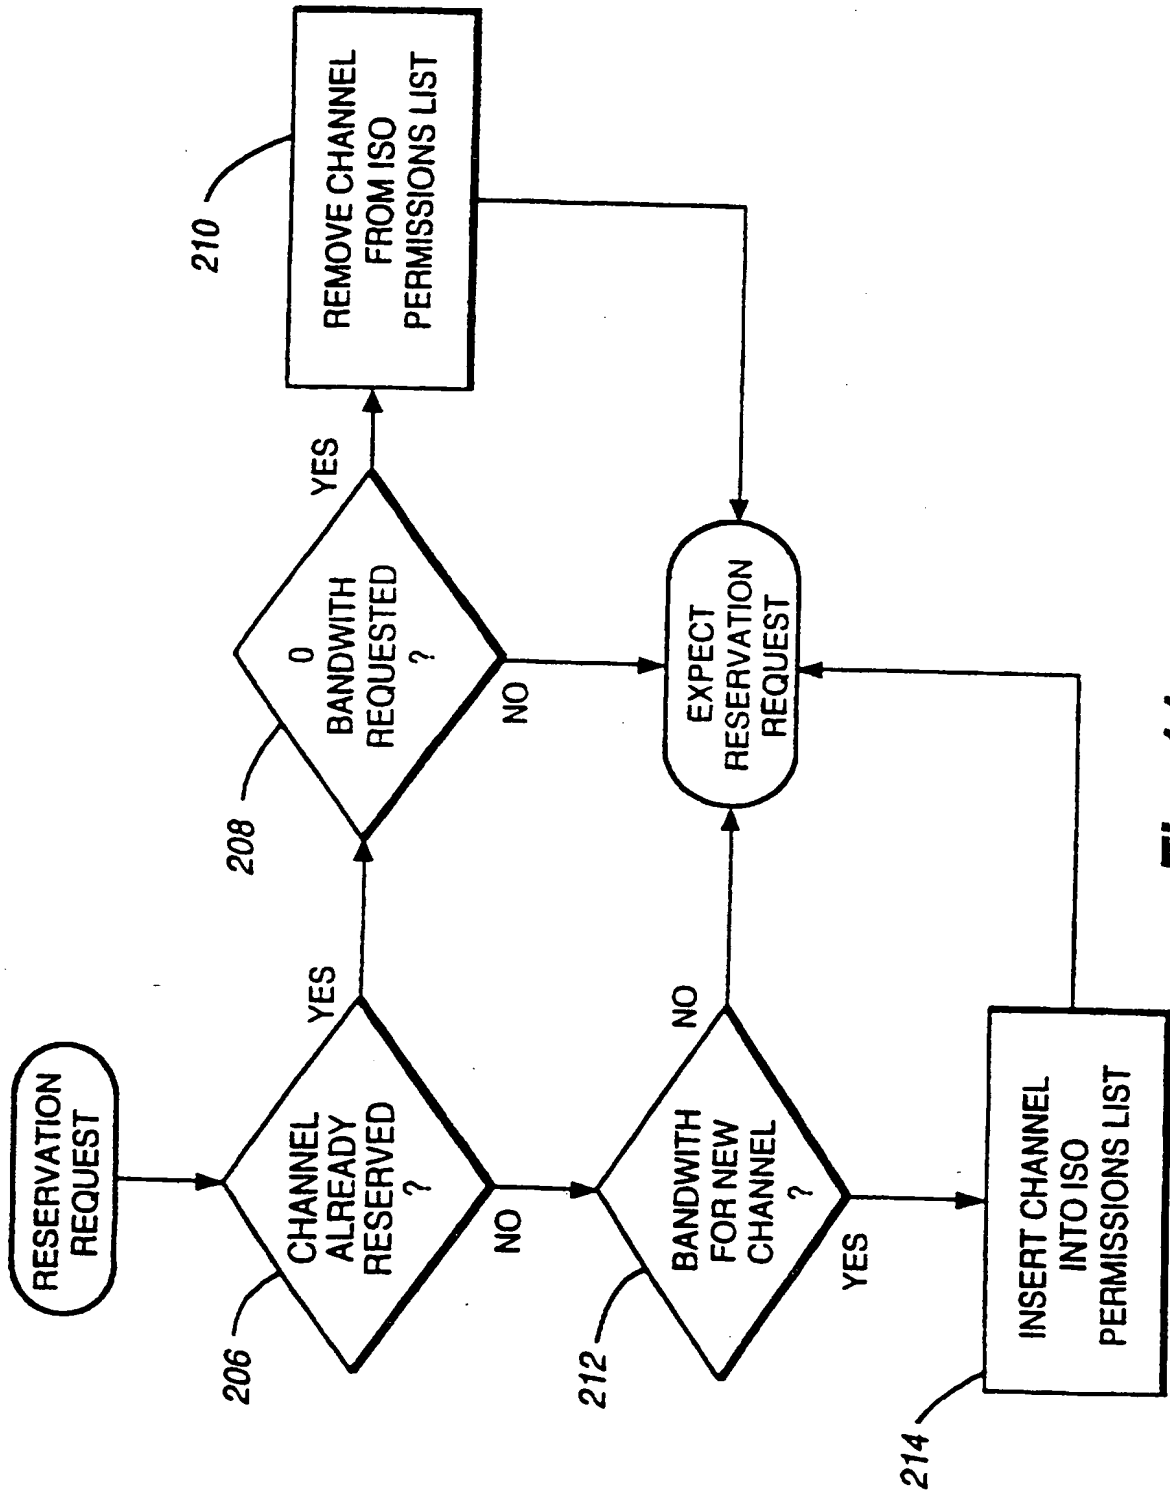 RESERVATION
REQUEST
206
CHANNEL
ALREADY
RESERVED
?
YES
NO
208
0
BANDWITH
REQUESTED
?
YES
NO
210
REMOVE CHANNEL
FROM ISO
PERMISSIONS LIST
212
BANDWITH
FOR NEW
CHANNEL
?
NO
YES
EXPECT
RESERVATION
REQUEST
214
INSERT CHANNEL
INTO ISO
PERMISSIONS LIST